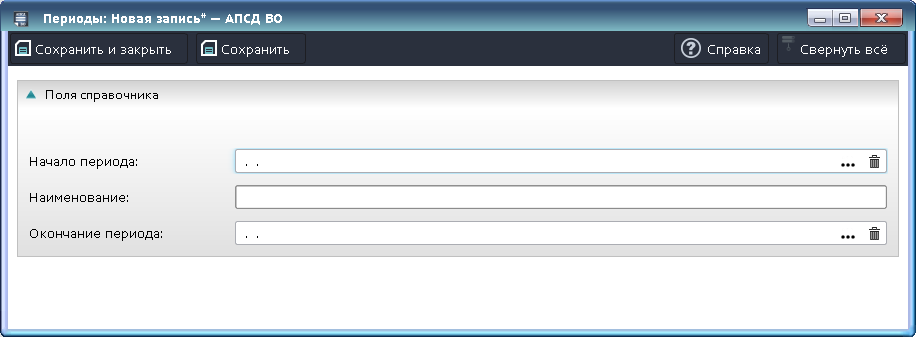 Периоды: Новая запись* — АПСД ВО
Сохранить и закрыть Сохранить Справка Свернуть всё
Поля справочника
Начало периода: . . ...
Наименование:
Окончание периода: . . ...